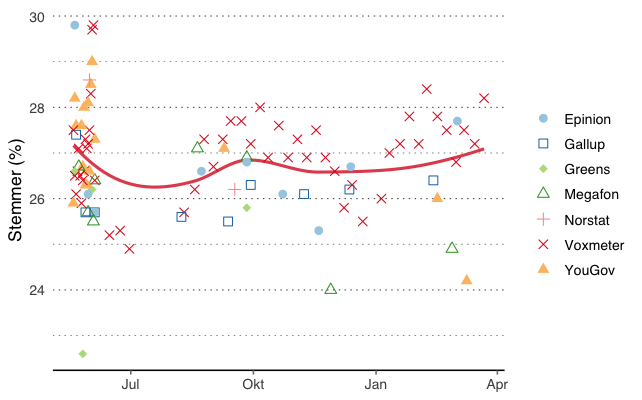 30
28
26
24
Stemmer (%)
Jul
Okt
Jan
Apr
Epinion
Gallup
Greens
Megafon
Norstat
Voxmeter
YouGov